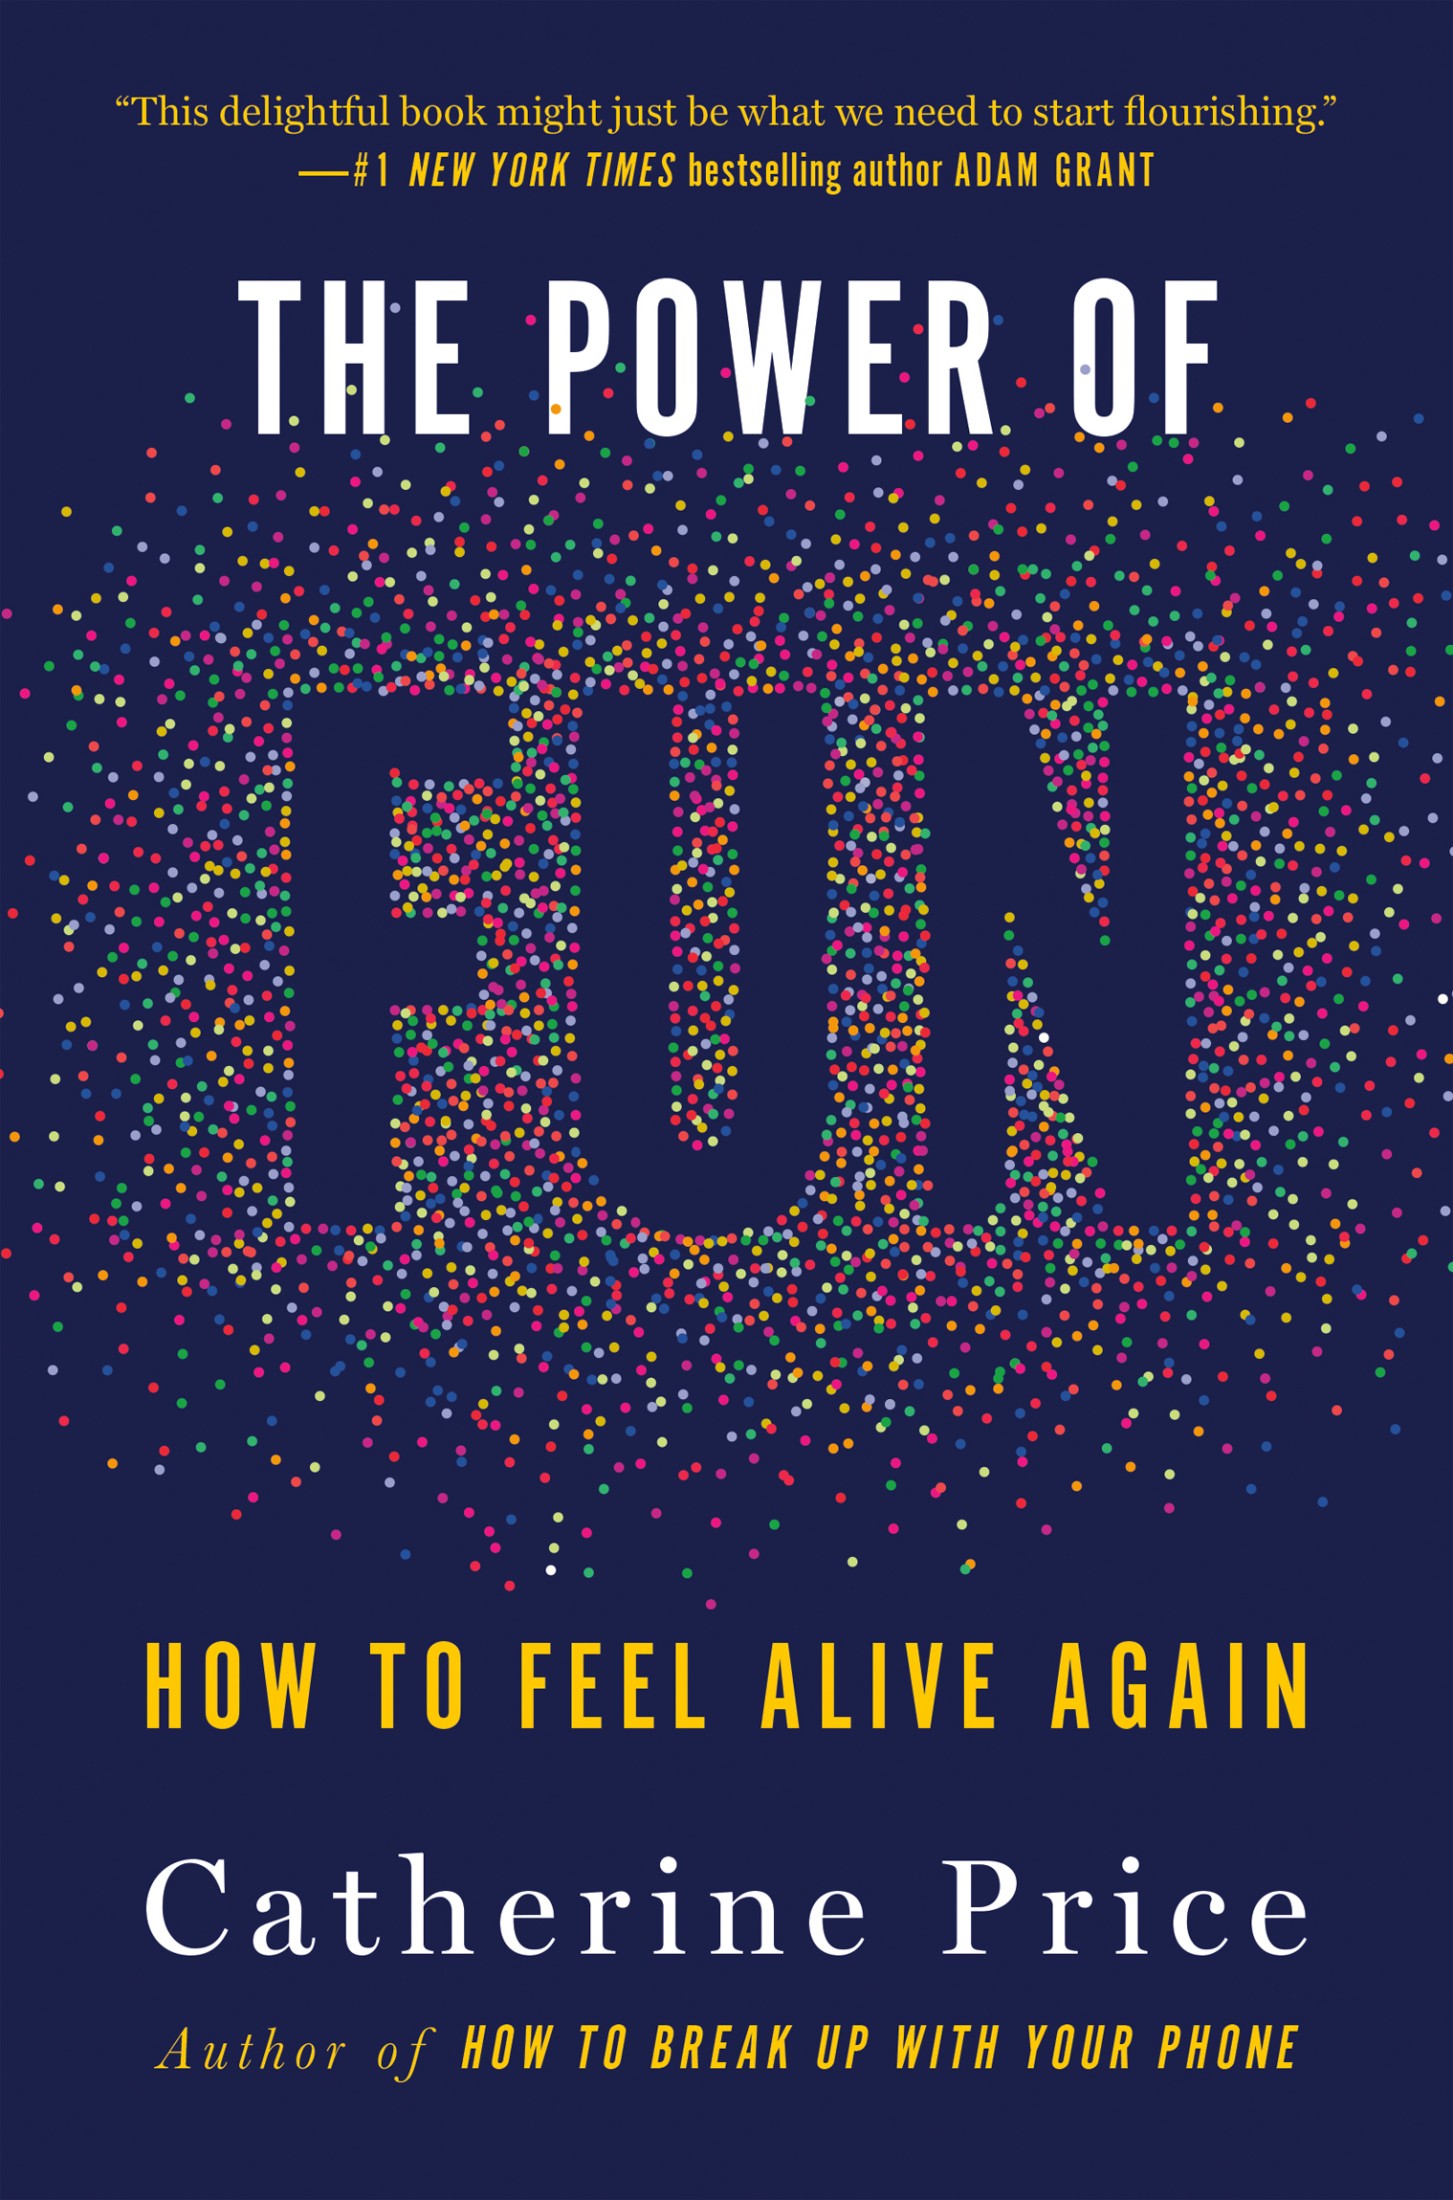 “This delightful book might just be what we need to start flourishing.”
—#1 NEW YORK TIMES bestselling author ADAM GRANT
THE POWER OF
FUN
HOW TO FEEL ALIVE AGAIN
Catherine Price
Author of HOW TO BREAK UP WITH YOUR PHONE